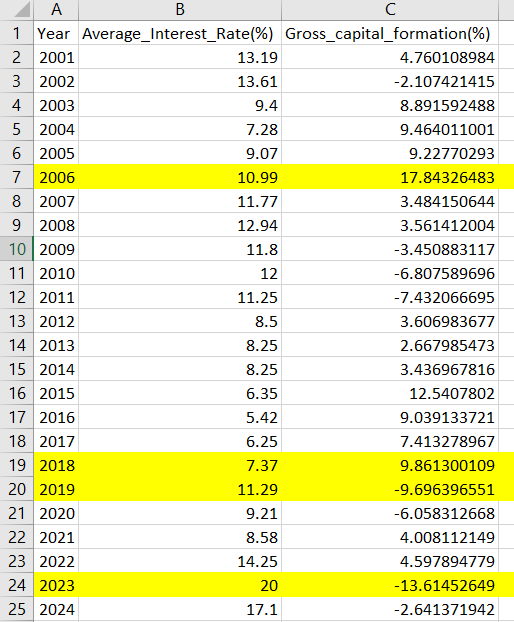 A B C
1 Year Average_Interest_Rate(%) Gross_capital_formation(%)
2 2001 13.19 4.760108984
3 2002 13.61 -2.107421415
4 2003 9.4 8.891592488
5 2004 7.28 9.464011001
6 2005 9.07 9.22770293
7 2006 10.99 17.84326483
8 2007 11.77 3.484150644
9 2008 12.94 3.561412004
10 2009 11.8 -3.450883117
11 2010 12 -6.807589696
12 2011 11.25 -7.432066695
13 2012 8.5 3.606983677
14 2013 8.25 2.667985473
15 2014 8.25 3.436967816
16 2015 6.35 12.5407802
17 2016 5.42 9.039133721
18 2017 6.25 7.413278967
19 2018 7.37 9.861300109
20 2019 11.29 -9.696396551
21 2020 9.21 -6.058312668
22 2021 8.58 4.008112149
23 2022 14.25 4.597894779
24 2023 20 -13.61452649
25 2024 17.1 -2.641371942